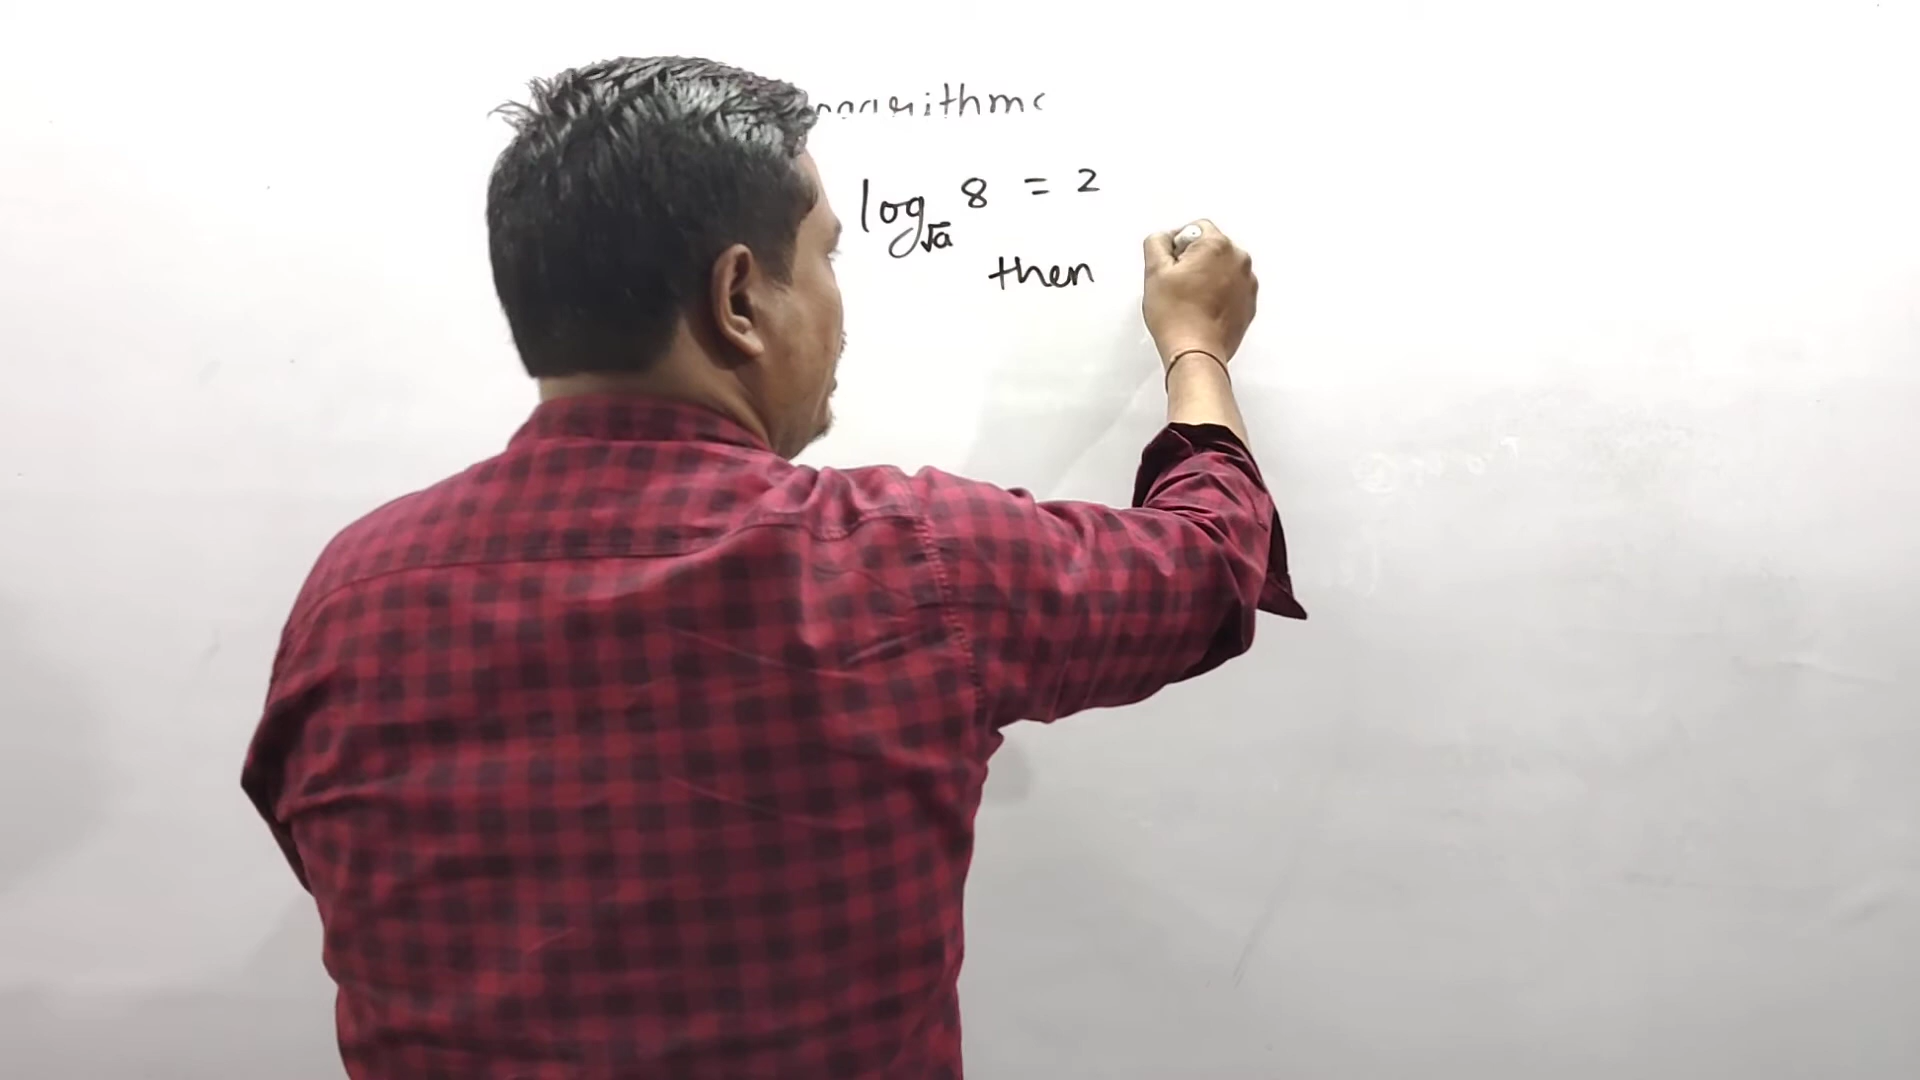 log√a 8 = 2
then